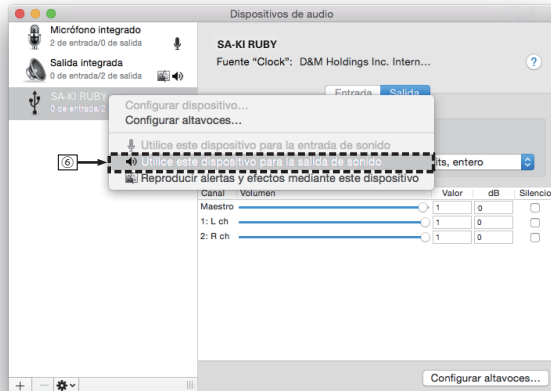 Dispositivos de audio
Micrófono integrado
2 de entrada/0 de salida
Salida integrada
0 de entrada/2 de salida
SA-KI RUBY
0 de entrada/2
SA-KI RUBY
Fuente “Clock”: D&M Holdings Inc. Intern...
?
Entrada Salida
Configurar dispositivo...
Configurar altavoces...
Utilice este dispositivo para la entrada de sonido
6
Utilice este dispositivo para la salida de sonido
its, entero
Reproducir alertas y efectos mediante este dispositivo
Canal Volumen Valor dB Silencio
Maestro 1 0
1: L ch 1 0
2: R ch 1 0
Configurar altavoces...